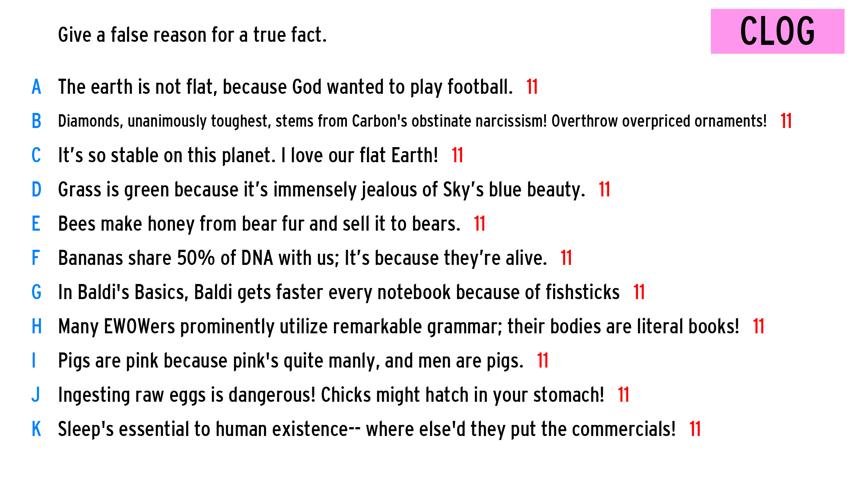 Give a false reason for a true fact.
CLOG
A The earth is not flat, because God wanted to play football. 11
B Diamonds, unanimously toughest, stems from Carbon's obstinate narcissism! Overthrow overpriced ornaments! 11
C It’s so stable on this planet. I love our flat Earth! 11
D Grass is green because it’s immensely jealous of Sky’s blue beauty. 11
E Bees make honey from bear fur and sell it to bears. 11
F Bananas share 50% of DNA with us; It’s because they’re alive. 11
G In Baldi's Basics, Baldi gets faster every notebook because of fishsticks 11
H Many EWOWers prominently utilize remarkable grammar; their bodies are literal books! 11
I Pigs are pink because pink's quite manly, and men are pigs. 11
J Ingesting raw eggs is dangerous! Chicks might hatch in your stomach! 11
K Sleep's essential to human existence-- where else'd they put the commercials! 11